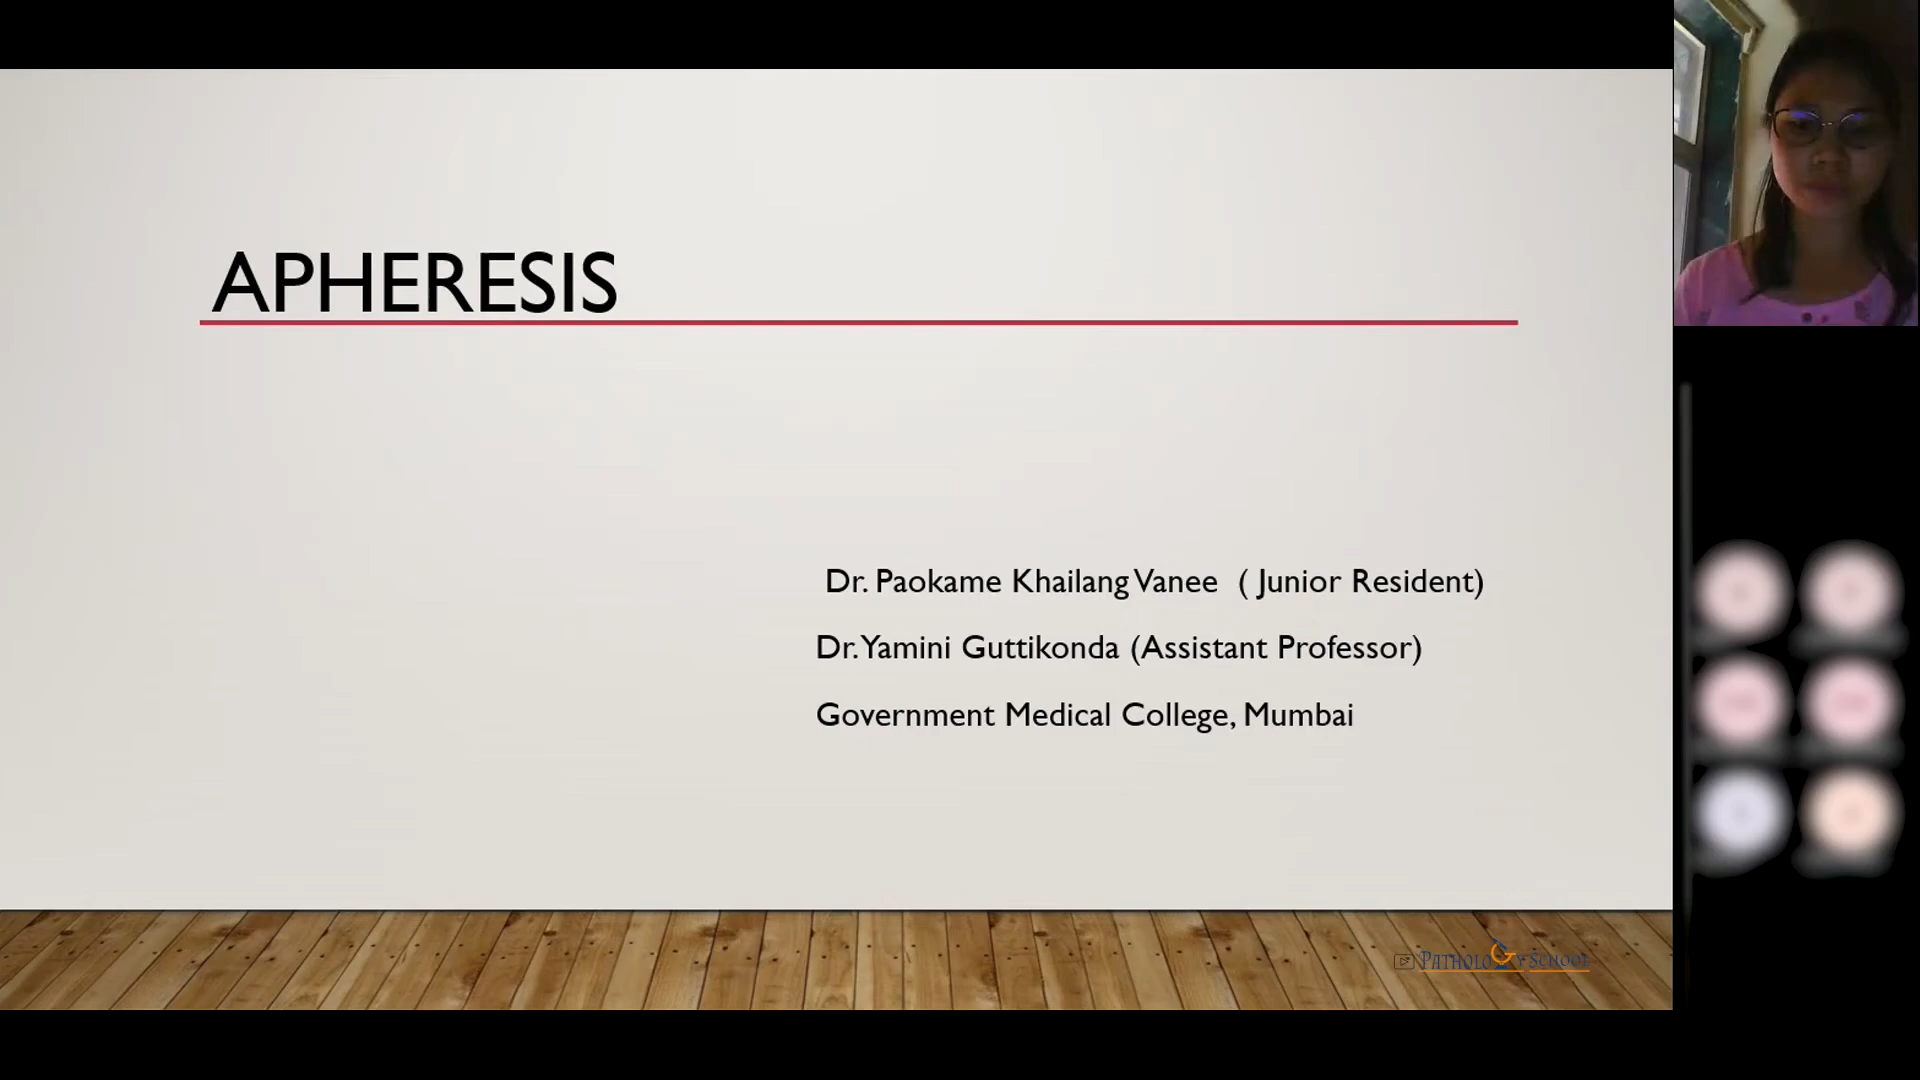 APHERESIS
Dr. Paokame Khailang Vanee ( Junior Resident)
Dr. Yamini Guttikonda (Assistant Professor)
Government Medical College, Mumbai
PATHOLOGY SCHOOL